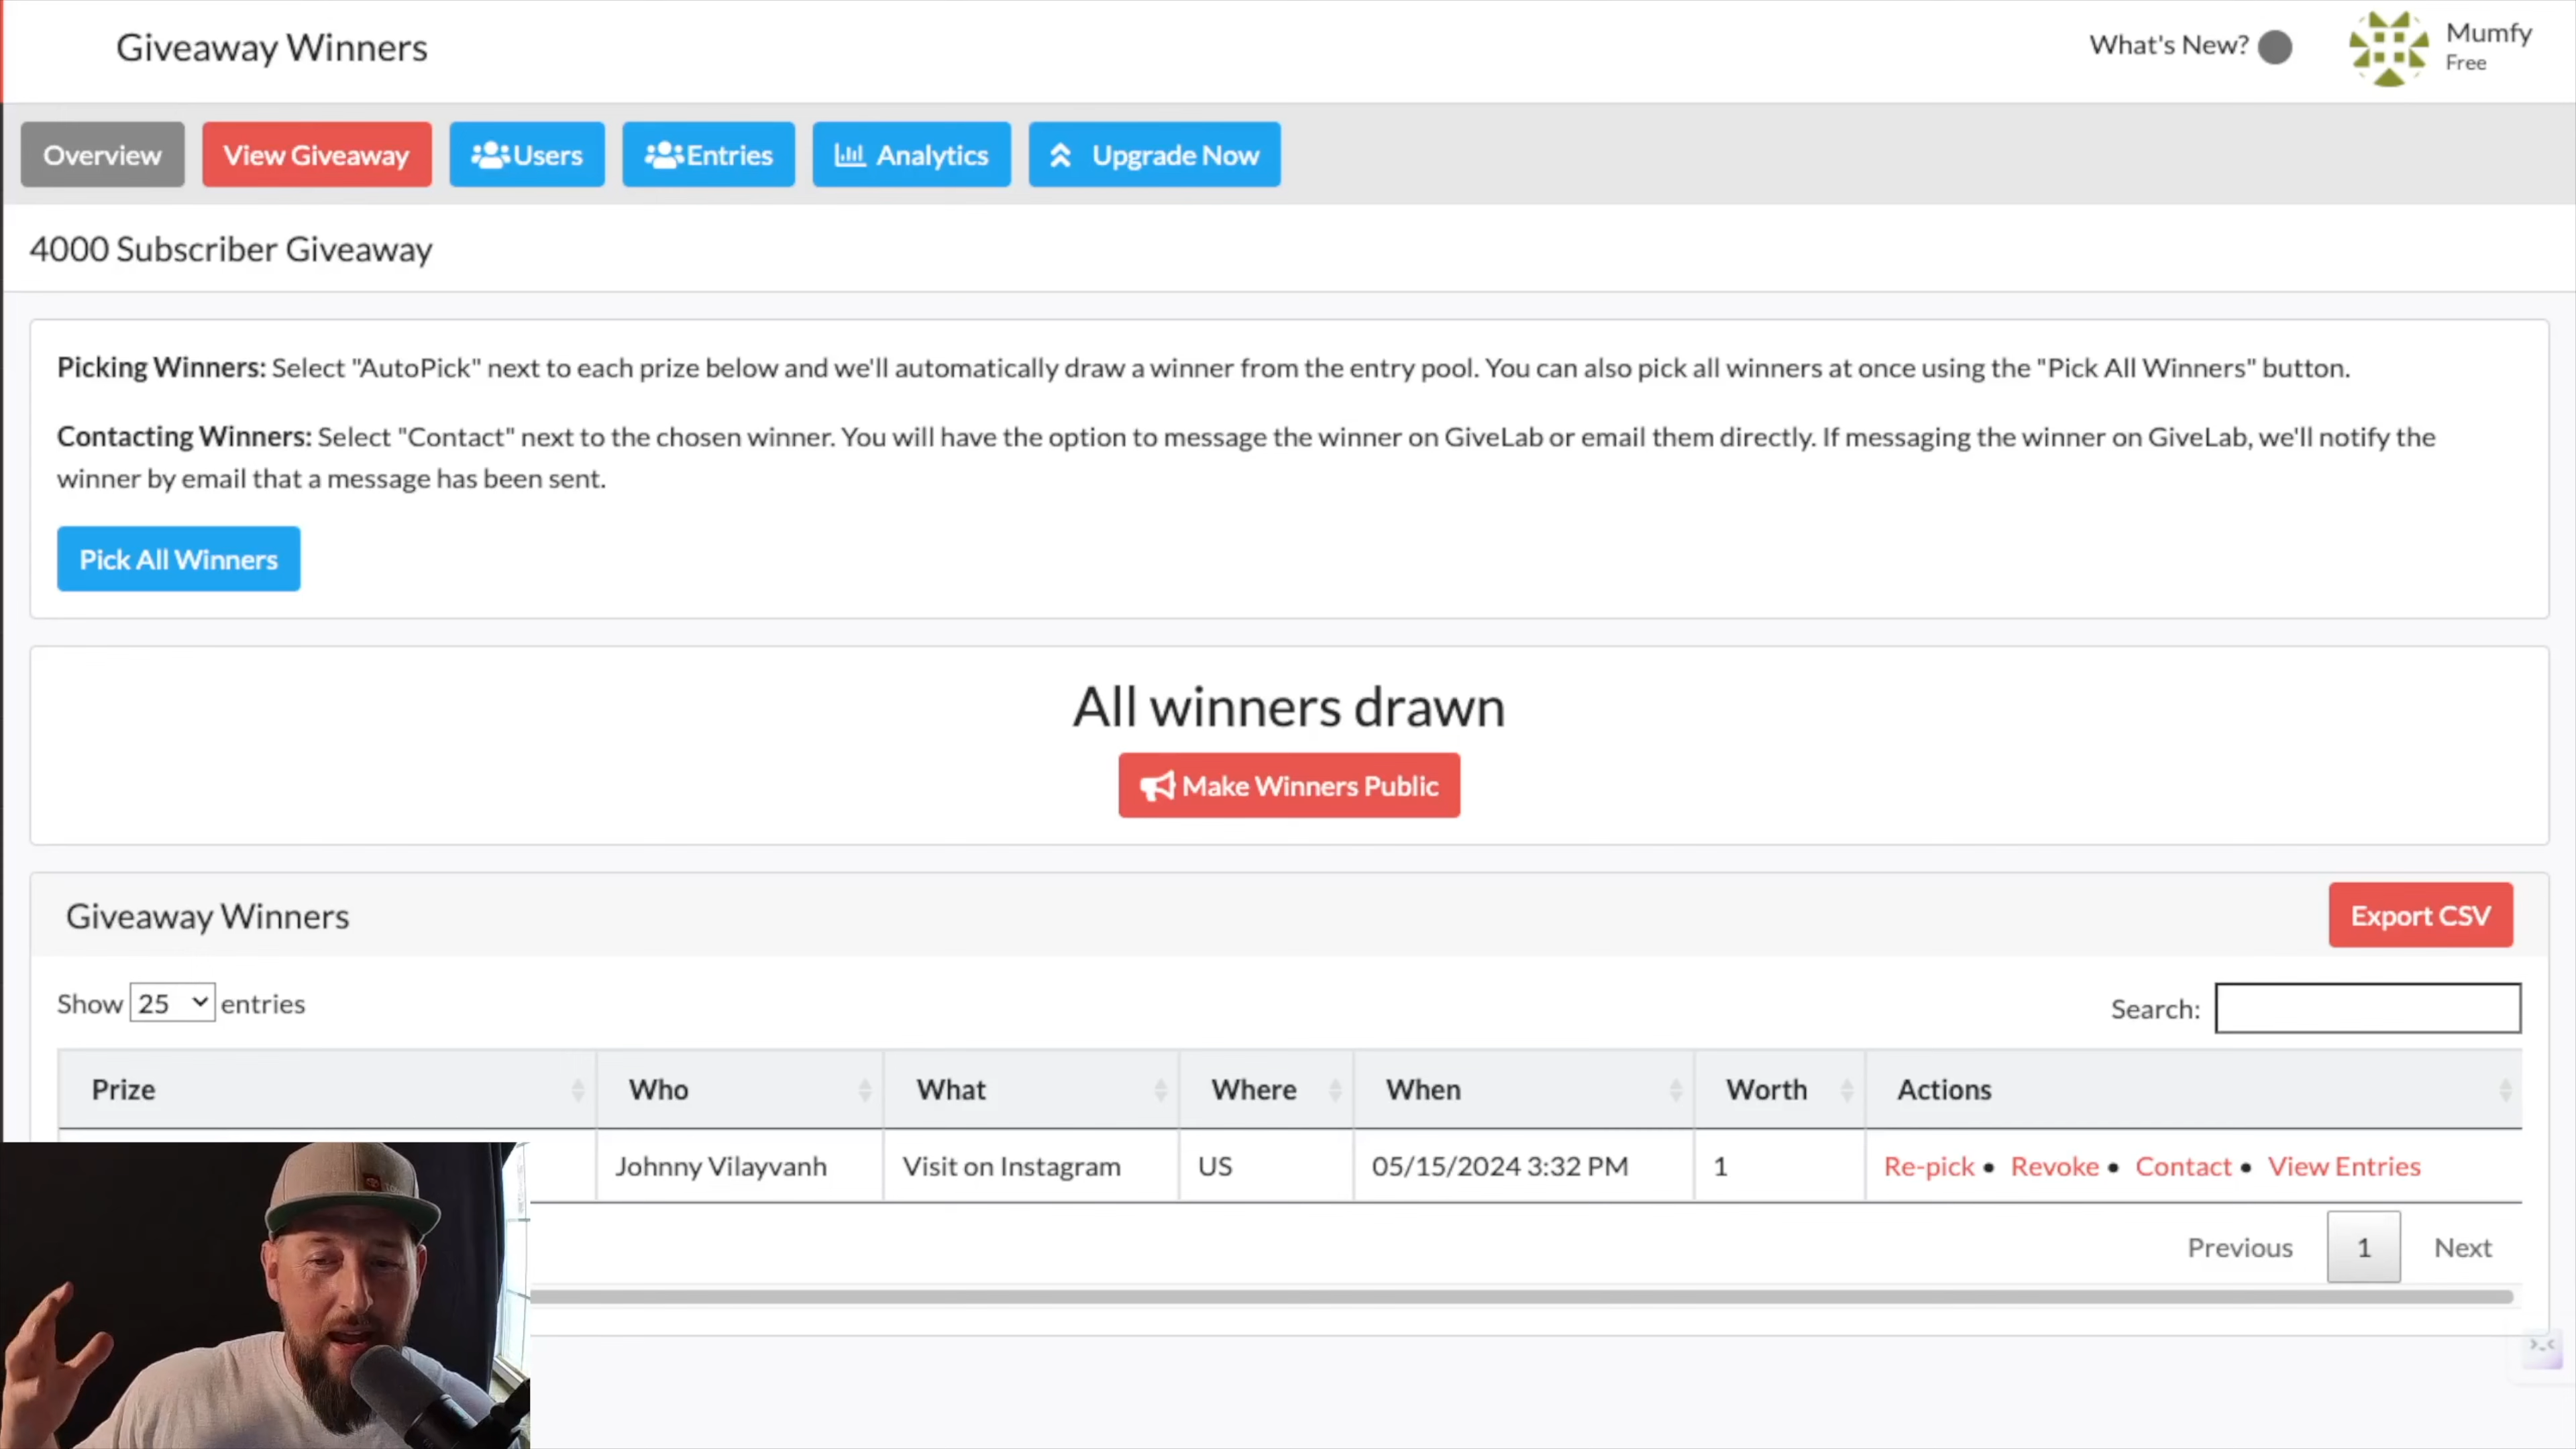 Giveaway Winners
What's New?
Mumfy
Free
Overview
View Giveaway
Users
Entries
Analytics
Upgrade Now
4000 Subscriber Giveaway
Picking Winners: Select "AutoPick" next to each prize below and we'll automatically draw a winner from the entry pool. You can also pick all winners at once using the "Pick All Winners" button.
Contacting Winners: Select "Contact" next to the chosen winner. You will have the option to message the winner on GiveLab or email them directly. If messaging the winner on GiveLab, we'll notify the
winner by email that a message has been sent.
Pick All Winners
All winners drawn
Make Winners Public
Giveaway Winners
Export CSV
Show 25 entries
Search:
Prize Who What Where When Worth Actions
Johnny Vilayvanh Visit on Instagram US 05/15/2024 3:32 PM 1 Re-pick • Revoke • Contact • View Entries
Previous 1 Next